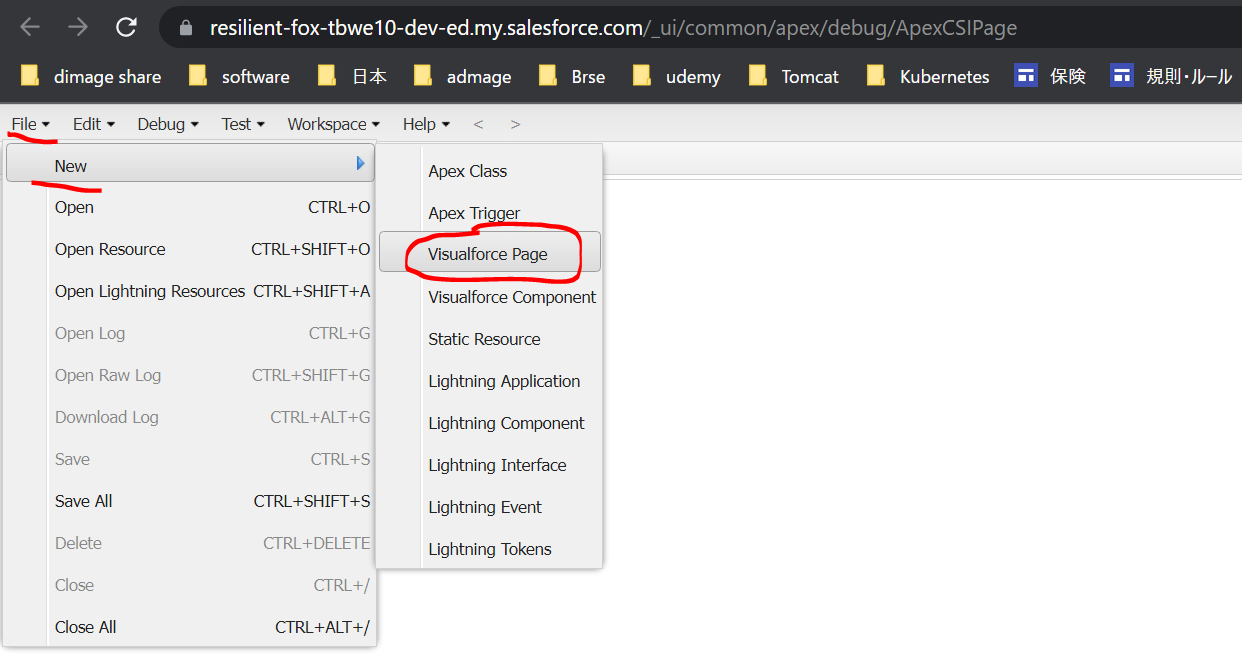 resilient-fox-tbwe10-dev-ed.my.salesforce.com/_ui/common/apex/debug/ApexCSIPage
dimage share software 日本 admage Brse udemy Tomcat Kubernetes 保険 規則・ルール
File Edit Debug Test Workspace Help < >
New
Open CTRL+O
Open Resource CTRL+SHIFT+O
Open Lightning Resources CTRL+SHIFT+A
Open Log CTRL+G
Open Raw Log CTRL+SHIFT+G
Download Log CTRL+ALT+G
Save CTRL+S
Save All CTRL+SHIFT+S
Delete CTRL+DELETE
Close CTRL+/
Close All CTRL+ALT+/
Apex Class
Apex Trigger
Visualforce Page
Visualforce Component
Static Resource
Lightning Application
Lightning Component
Lightning Interface
Lightning Event
Lightning Tokens